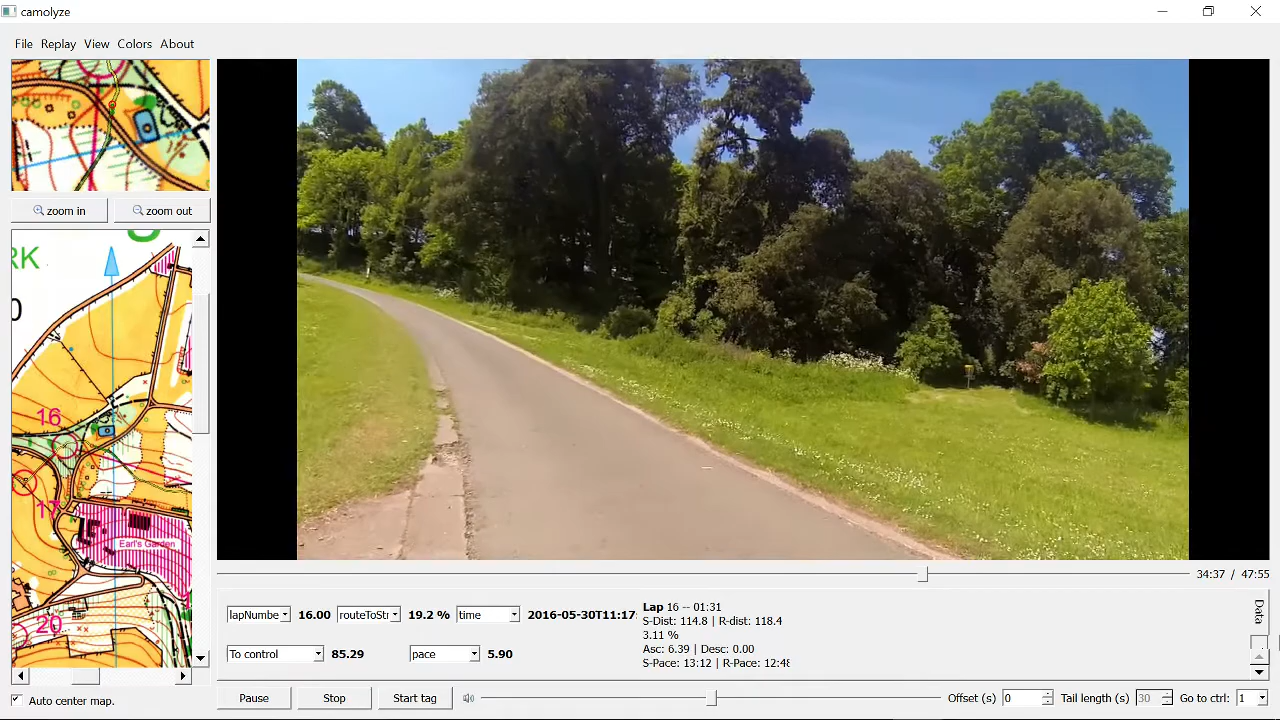 camolyze
File Replay View Colors About
zoom in zoom out
RK
0
16
17
Earl's Garden
20
Auto center map.
34:37 / 47:55
lapNumbe 16.00 routeToStr 19.2 % time 2016-05-30T11:17:
To control 85.29 pace 5.90
Lap 16 -- 01:31
S-Dist: 114.8 | R-dist: 118.4
3.11 %
Asc: 6.39 | Desc: 0.00
S-Pace: 13:12 | R-Pace: 12:48
Data
Pause Stop Start tag Offset (s) 0 Tail length (s) 30 Go to ctrl: 1